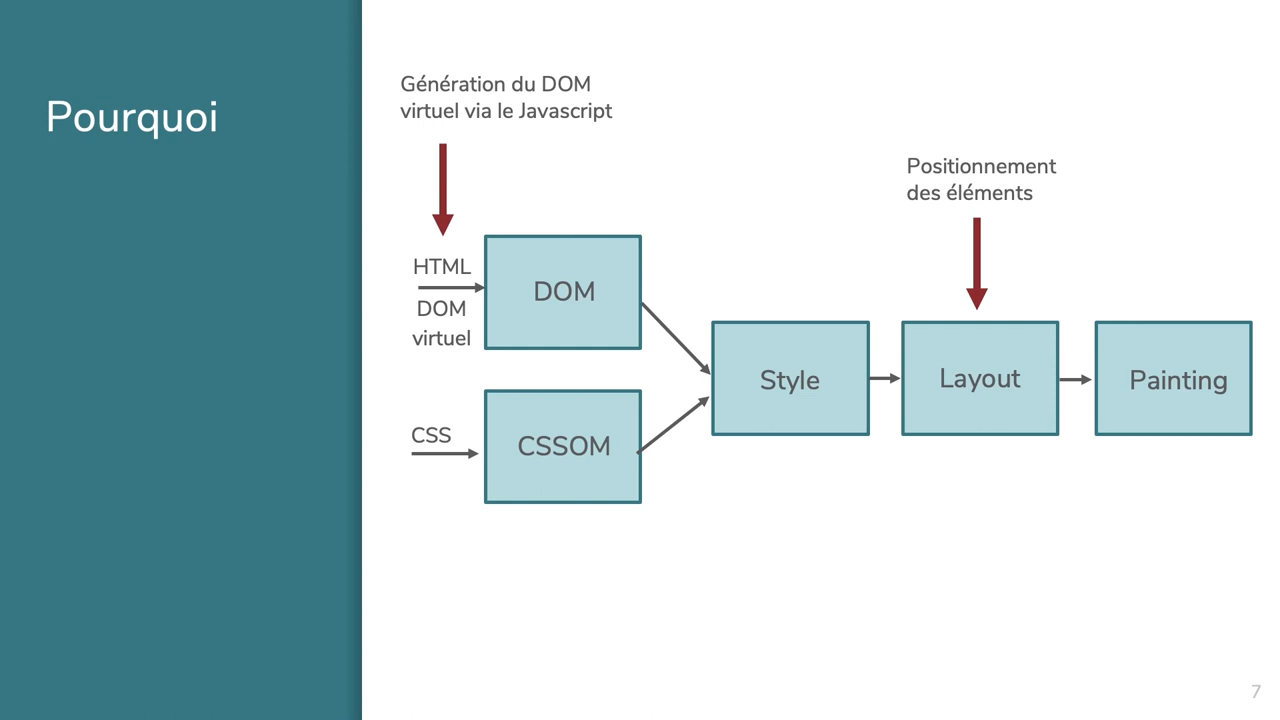 Pourquoi
Génération du DOM
virtuel via le Javascript
Positionnement
des éléments
HTML
DOM
virtuel
DOM
CSS
CSSOM
Style
Layout
Painting
7